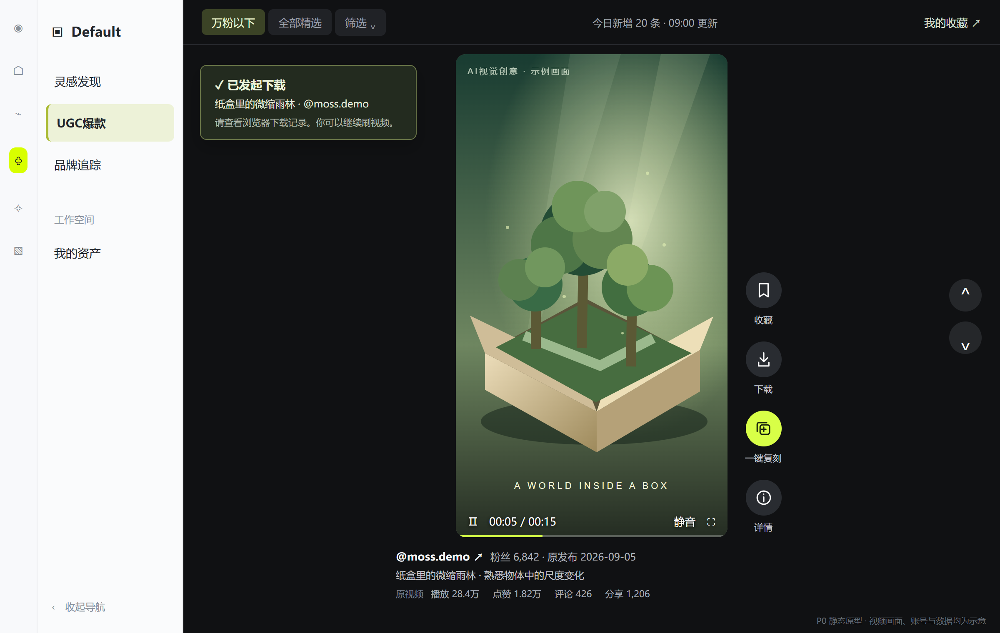 Default
灵感发现
UGC爆款
品牌追踪
工作空间
我的资产
收起导航
万粉以下
全部精选
筛选
今日新增 20 条 · 09:00 更新
我的收藏 ↗
✓ 已发起下载
纸盒里的微缩雨林 · @moss.demo
请查看浏览器下载记录。你可以继续刷视频。
AI视觉创意 · 示例画面
A WORLD INSIDE A BOX
00:05 / 00:15
静音
收藏
下载
一键复刻
详情
@moss.demo ↗ 粉丝 6,842 · 原发布 2026-09-05
纸盒里的微缩雨林 · 熟悉物体中的尺度变化
原视频 播放 28.4万 点赞 1.82万 评论 426 分享 1,206
P0 静态原型 · 视频画面、账号与数据均为示意